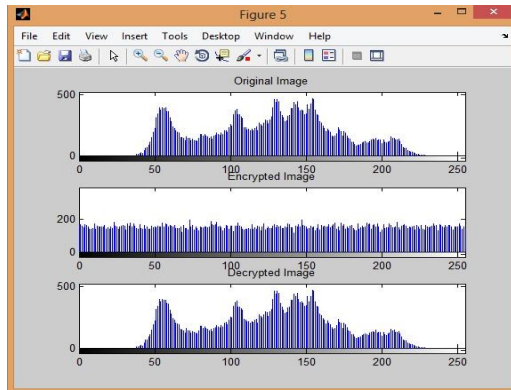 Figure 5
File Edit View Insert Tools Desktop Window Help
Original Image
500
0
0 50 100 150 200 250
Encrypted Image
200
0
0 50 100 150 200 250
Decrypted Image
500
0
0 50 100 150 200 250